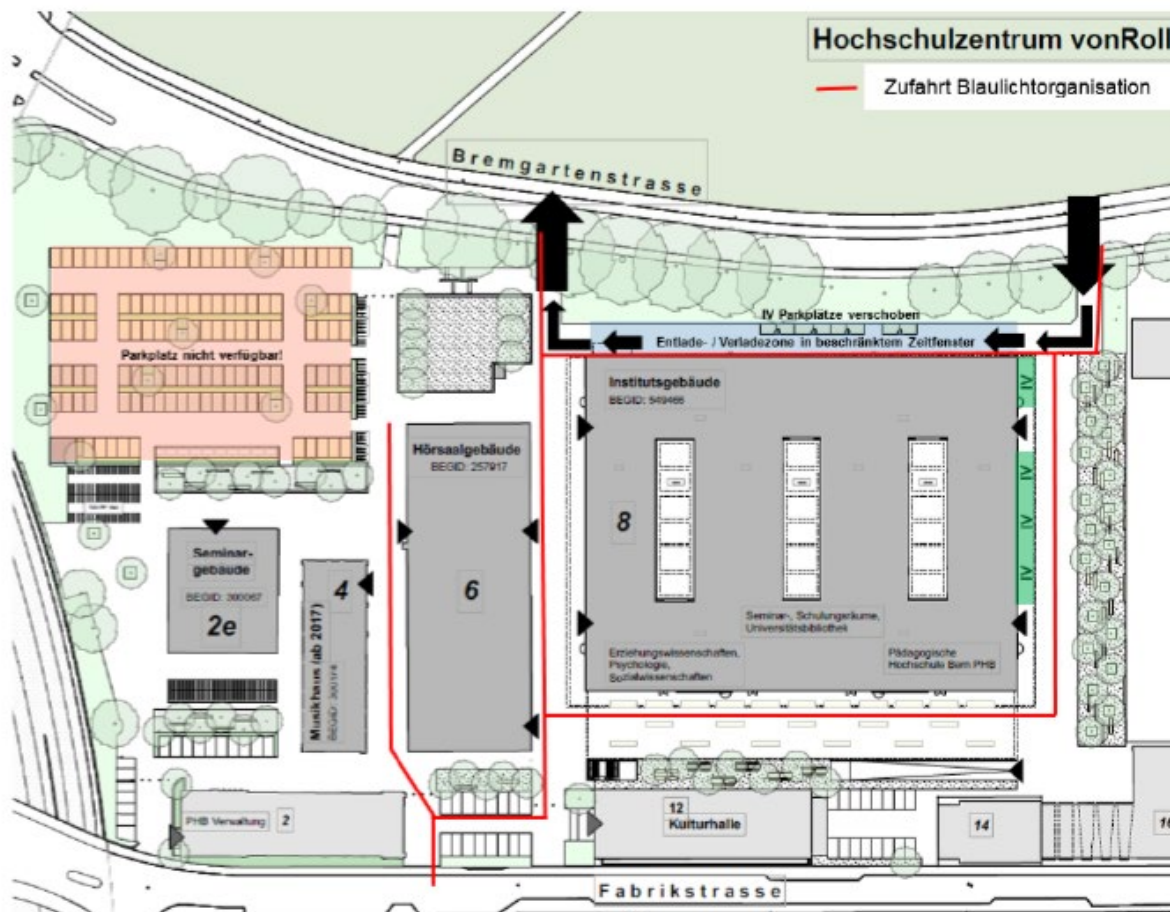 Hochschulzentrum vonRoll
Zufahrt Blaulichtorganisation
Bremgartenstrasse
IV Parkplätze verschoben
Entlade- / Verladezone in beschränktem Zeitfenster
Parkplatz nicht verfügbar!
Institutsgebäude
BEGID: 549466
IV
IV
IV
IV
Hörsaalgebäude
BEGID: 257917
8
Seminar-
gebäude
2e
4
6
Musikhaus (ab 2017)
Seminar-, Schulungsräume,
Universitätsbibliothek
Erziehungswissenschaften,
Psychologie,
Sozialwissenschaften
Pädagogische
Hochschule Bern PHB
PHB Verwaltung
2
12
Kulturhalle
14
Fabrikstrasse